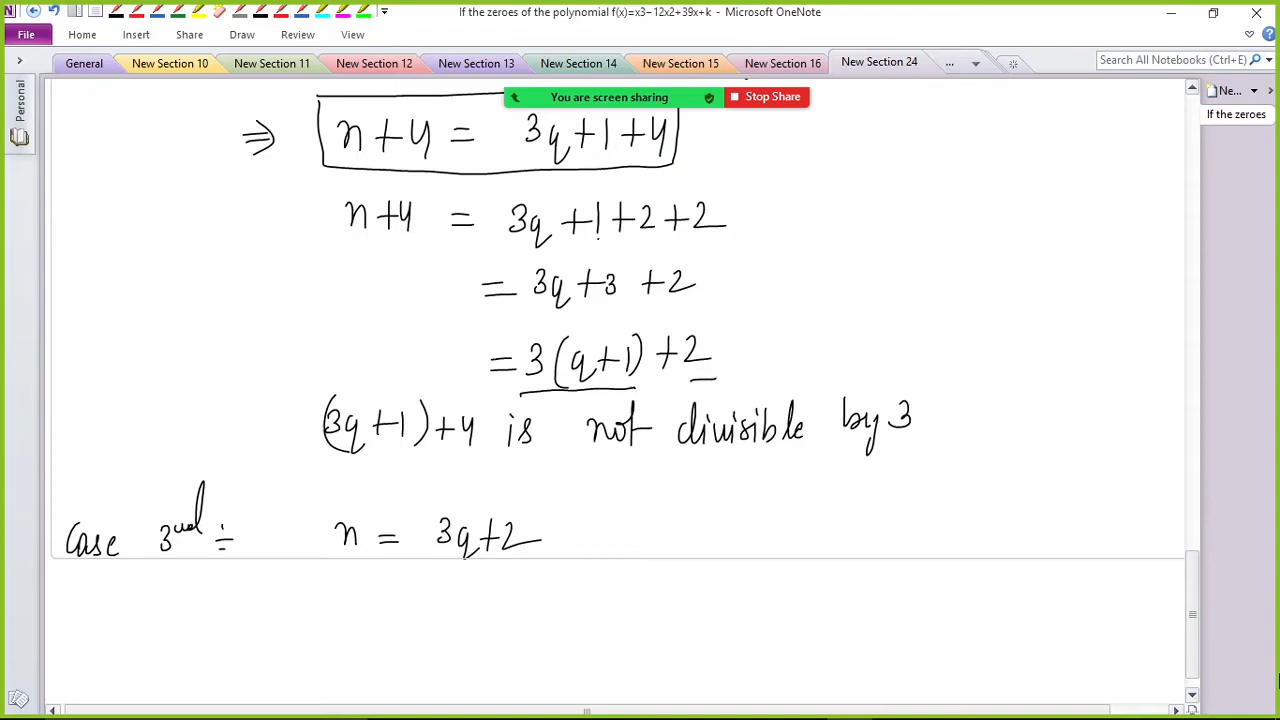 If the zeroes of the polynomial f(x)=x3−12x2+39x+k - Microsoft OneNote
File Home Insert Share Draw Review View
General New Section 10 New Section 11 New Section 12 New Section 13 New Section 14 New Section 15 New Section 16 New Section 24 ... Search All Notebooks (Ctrl+E)
You are screen sharing Stop Share
Personal
Ne...
If the zeroes
⇒ n+4 = 3q+1+4
n+4 = 3q+1+2+2
= 3q+3+2
= 3(q+1)+2
(3q+1)+4 is not divisible by 3
Case 3rd ÷ n = 3q+2